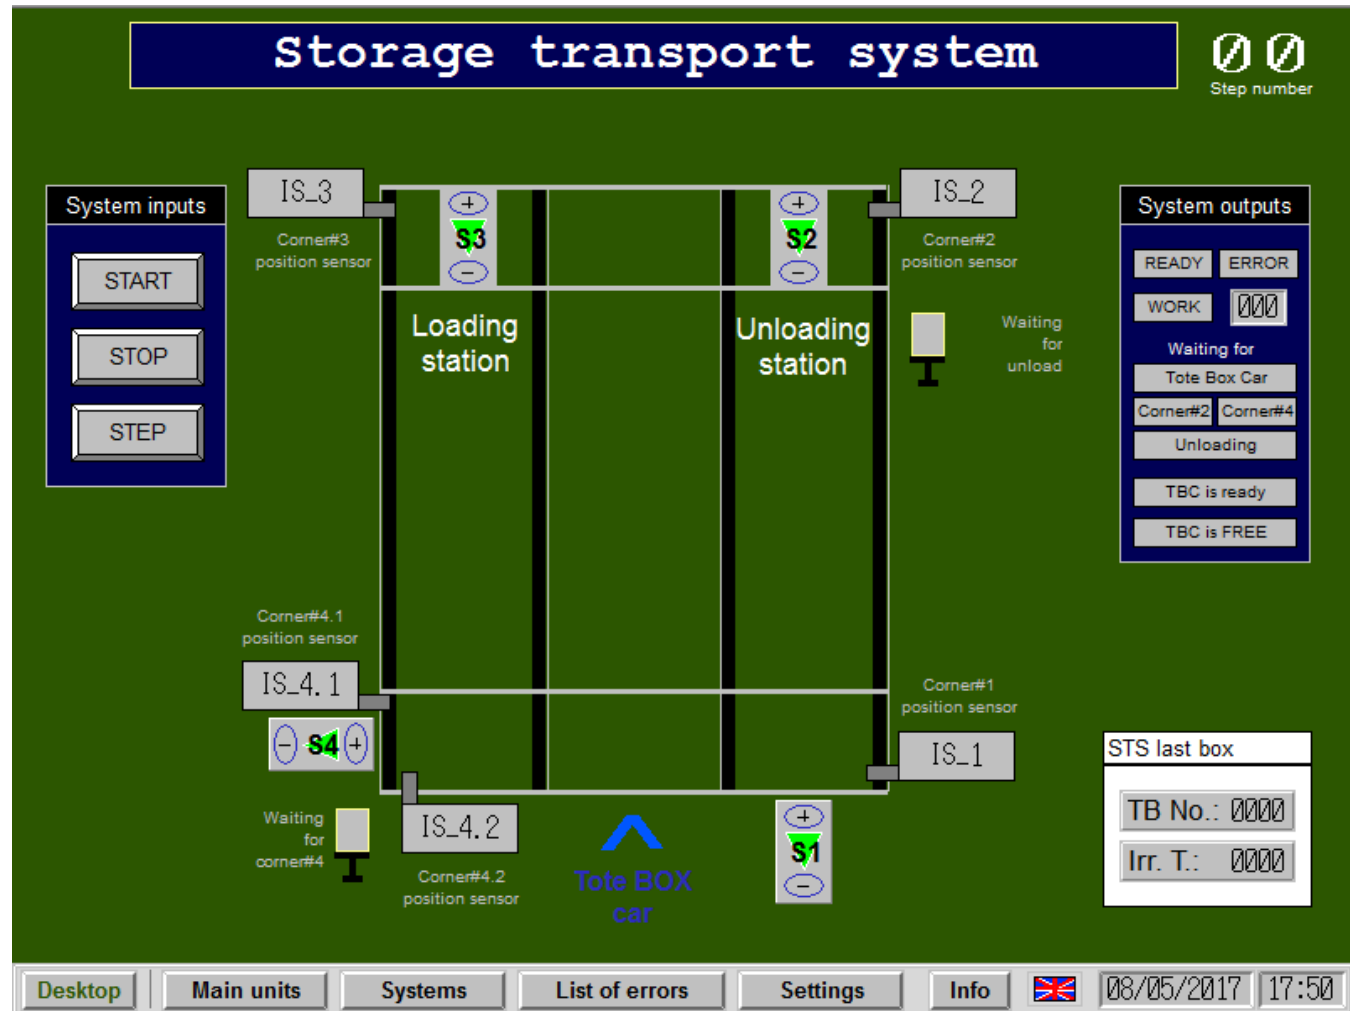 Storage transport system
00
Step number
System inputs
START
STOP
STEP
IS_3
Corner#3
position sensor
+
S3
−
+
S2
−
IS_2
Corner#2
position sensor
Loading
station
Unloading
station
Waiting
for
unload
System outputs
READY ERROR
WORK 000
Waiting for
Tote Box Car
Corner#2 Corner#4
Unloading
TBC is ready
TBC is FREE
Corner#4.1
position sensor
IS_4.1
− S4 +
Waiting
for
corner#4
IS_4.2
Corner#4.2
position sensor
Tote BOX
car
+
S1
−
Corner#1
position sensor
IS_1
STS last box
TB No.: 0000
Irr. T.: 0000
Desktop Main units Systems List of errors Settings Info 08/05/2017 17:50